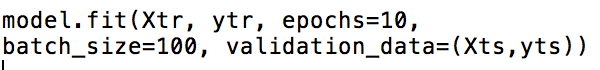 model.fit(Xtr, ytr, epochs=10,
batch_size=100, validation_data=(Xts,yts))